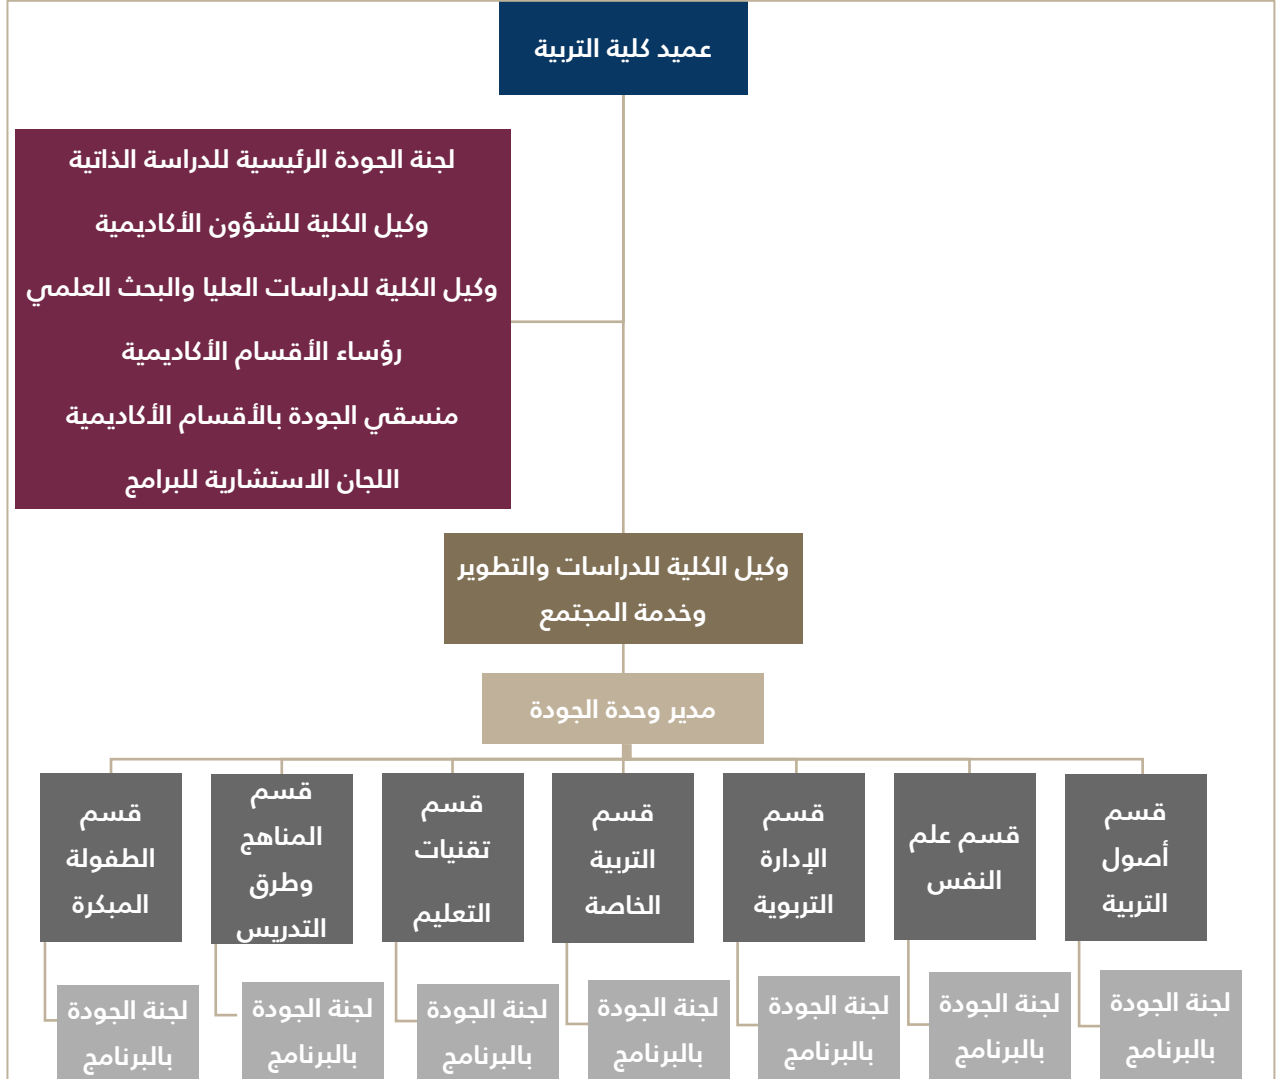 عميد كلية التربية
لجنة الجودة الرئيسية للدراسة الذاتية
وكيل الكلية للشؤون الأكاديمية
وكيل الكلية للدراسات العليا والبحث العلمي
رؤساء الأقسام الأكاديمية
منسقي الجودة بالأقسام الأكاديمية
اللجان الاستشارية للبرامج
وكيل الكلية للدراسات والتطوير
وخدمة المجتمع
مدير وحدة الجودة
قسم
أصول
التربية
قسم علم
النفس
قسم
الإدارة
التربوية
قسم
التربية
الخاصة
قسم
تقنيات
التعليم
قسم
المناهج
وطرق
التدريس
قسم
الطفولة
المبكرة
لجنة الجودة
بالبرنامج
لجنة الجودة
بالبرنامج
لجنة الجودة
بالبرنامج
لجنة الجودة
بالبرنامج
لجنة الجودة
بالبرنامج
لجنة الجودة
بالبرنامج
لجنة الجودة
بالبرنامج